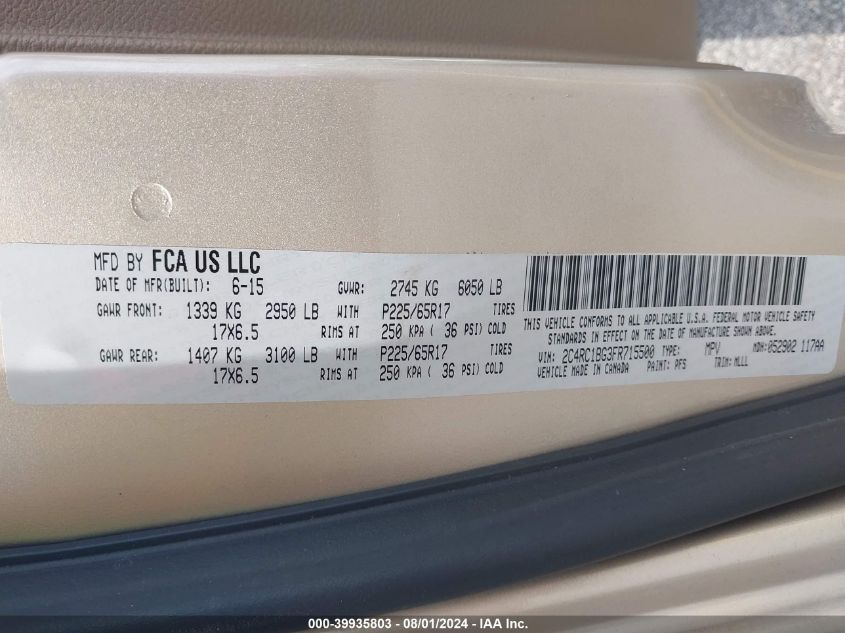 MFD BY FCA US LLC
DATE OF MFR(BUILT): 6-15 GVWR: 2745 KG 6050 LB
GAWR FRONT: 1339 KG 2950 LB WITH P225/65R17 TIRES
17X6.5 RIMS AT 250 KPA ( 36 PSI) COLD
GAWR REAR: 1407 KG 3100 LB WITH P225/65R17 TIRES
17X6.5 RIMS AT 250 KPA ( 36 PSI) COLD
THIS VEHICLE CONFORMS TO ALL APPLICABLE U.S.A. FEDERAL MOTOR VEHICLE SAFETY
STANDARDS IN EFFECT ON THE DATE OF MANUFACTURE SHOWN ABOVE.
VIN: 2C4RC1BG3FR715500 TYPE: MPV MDH: 052902 117AA
VEHICLE MADE IN CANADA PAINT: PFS TRIM: MLLL
000-39935803 - 08/01/2024 - IAA Inc.